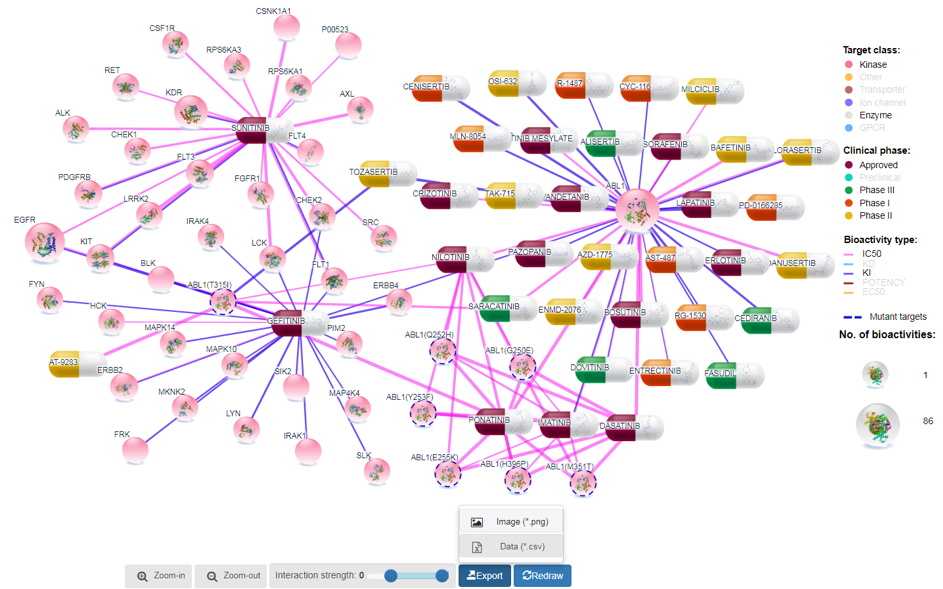 CSNK1A1
CSF1R
P00523
RPS6KA3
RET
RPS6KA1
KDR
AXL
ALK
SUNITINIB
CHEK1
FLT4
FLT3
PDGFRB
FGFR1
LRRK2
CHEK2
EGFR
IRAK4
SRC
KIT
LCK
BLK
FLT1
FYN
ABL1(T315I)
ERBB4
HCK
GEFITINIB
MAPK14
PIM2
MAPK10
AT-9283
ERBB2
SIK2
MKNK2
MAP4K4
LYN
FRK
IRAK1
SLK
CENISERTIB
OSI-632
R-1487
CYC-116
MILCICLIB
MLN-8054
TINIB MESYLATE
ALISERTIB
SORAFENIB
BAFETINIB
LORASERTIB
TOZASERTIB
CRIZOTINIB
TAK-715
VANDETANIB
ABL1
LAPATINIB
PD-0166285
NILOTINIB
PAZOPANIB
AZD-1775
AST-487
ERLOTINIB
DANUSERTIB
SARACATINIB
ENMD-2076
BOSUTINIB
RG-1530
CEDIRANIB
ABL1(Q252H)
ABL1(G250E)
DOVITINIB
ENTRECTINIB
FASUDIL
ABL1(Y253F)
PONATINIB
IMATINIB
DASATINIB
ABL1(E255K)
ABL1(H396P)
ABL1(M351T)
Target class:
Kinase
Other
Transporter
Ion channel
Enzyme
GPCR
Clinical phase:
Approved
Preclinical
Phase III
Phase I
Phase II
Bioactivity type:
IC50
KD
KI
POTENCY
EC50
Mutant targets
No. of bioactivities:
1
86
Image (*.png)
Data (*.csv)
Zoom-in
Zoom-out
Interaction strength: 0
Export
Redraw